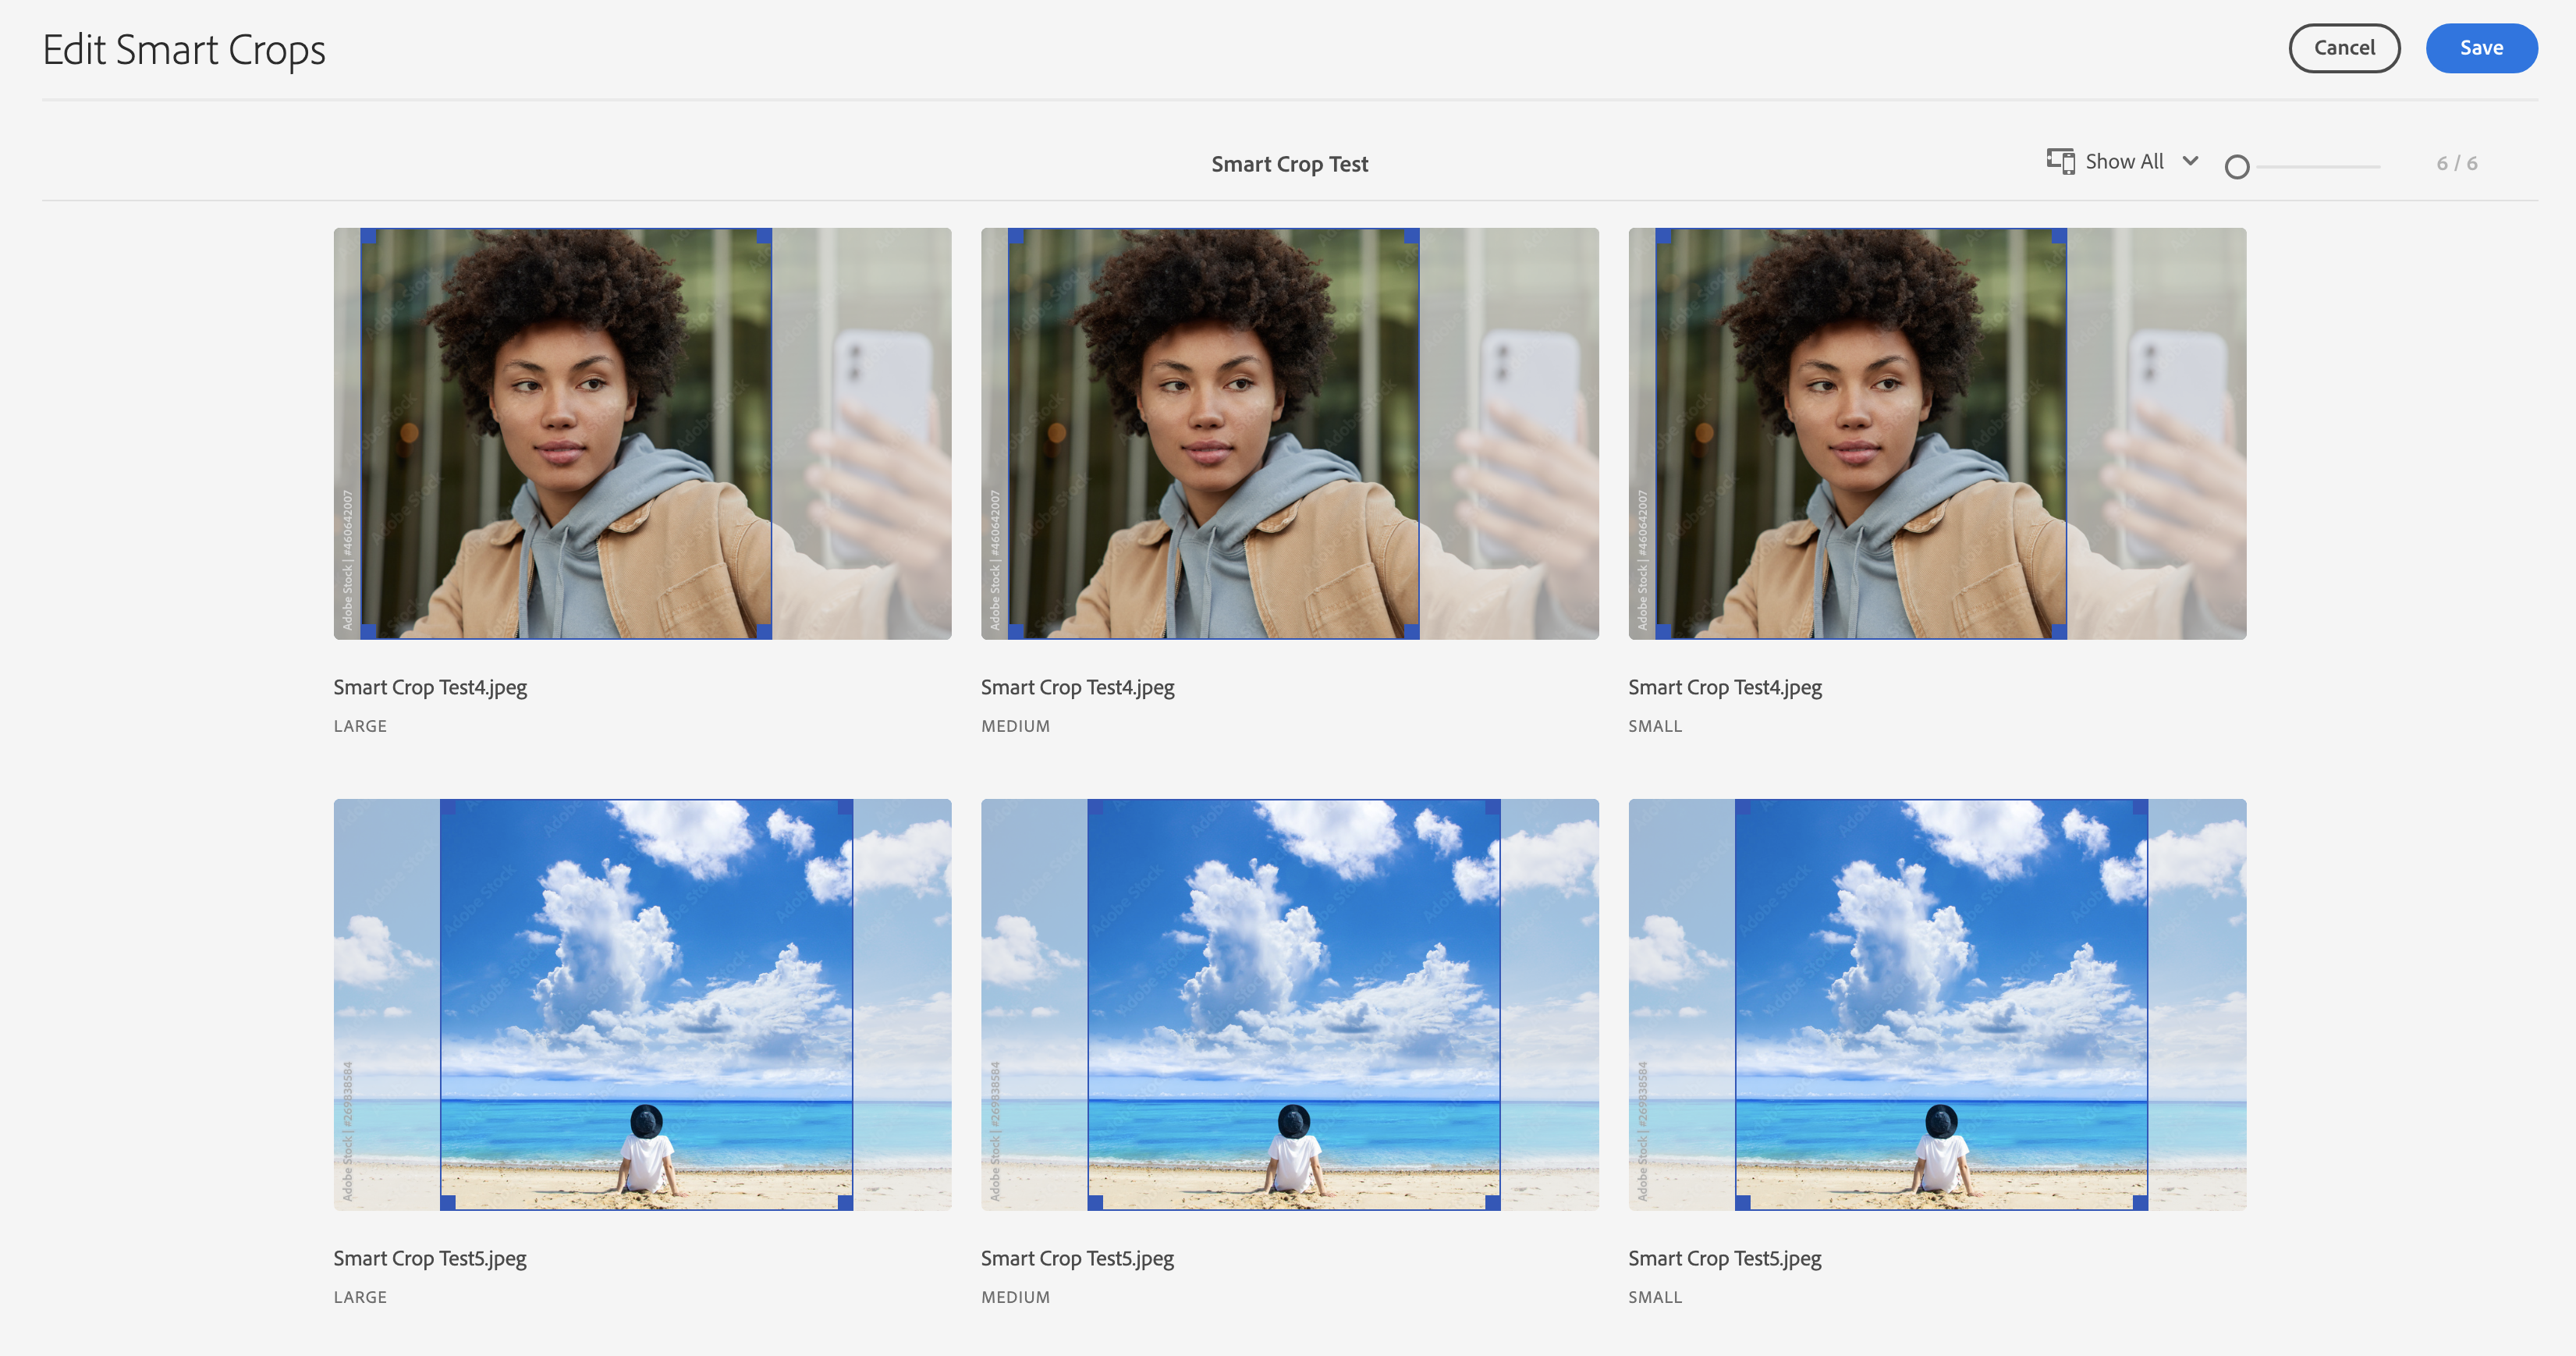 Edit Smart Crops
Cancel
Save
Smart Crop Test
Show All
6 / 6
Adobe Stock | #460642007
Adobe Stock | #460642007
Adobe Stock | #460642007
Smart Crop Test4.jpeg
Smart Crop Test4.jpeg
Smart Crop Test4.jpeg
LARGE
MEDIUM
SMALL
Adobe Stock | #269838584
Adobe Stock | #269838584
Adobe Stock | #269838584
Smart Crop Test5.jpeg
Smart Crop Test5.jpeg
Smart Crop Test5.jpeg
LARGE
MEDIUM
SMALL